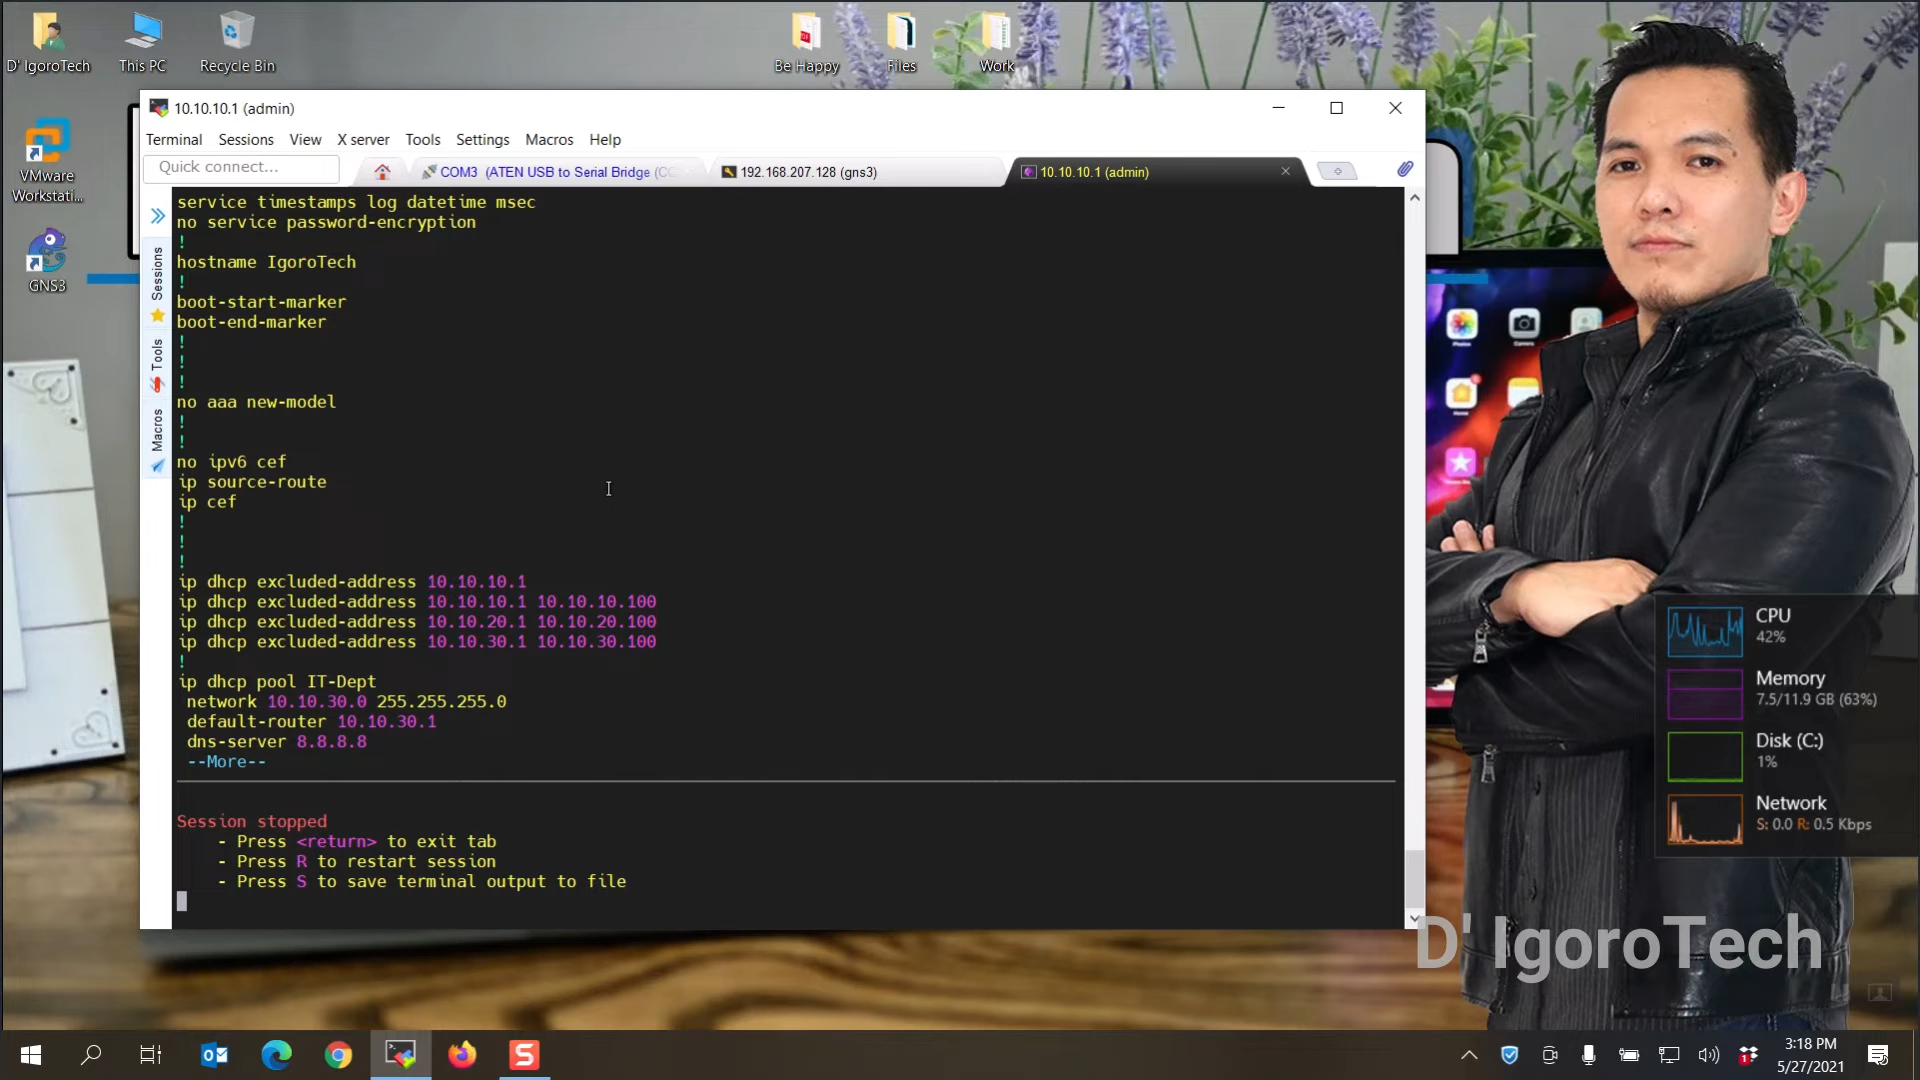 D' IgoroTech
This PC
Recycle Bin
Be Happy
Files
Work
VMware
Workstati...
GNS3
10.10.10.1 (admin)
Terminal Sessions View X server Tools Settings Macros Help
Quick connect...
COM3 (ATEN USB to Serial Bridge (CO
192.168.207.128 (gns3)
10.10.10.1 (admin)
Sessions
Tools
Macros
service timestamps log datetime msec
no service password-encryption
!
hostname IgoroTech
!
boot-start-marker
boot-end-marker
!
!
!
no aaa new-model
!
!
no ipv6 cef
ip source-route
ip cef
!
!
!
ip dhcp excluded-address 10.10.10.1
ip dhcp excluded-address 10.10.10.1 10.10.10.100
ip dhcp excluded-address 10.10.20.1 10.10.20.100
ip dhcp excluded-address 10.10.30.1 10.10.30.100
!
ip dhcp pool IT-Dept
network 10.10.30.0 255.255.255.0
default-router 10.10.30.1
dns-server 8.8.8.8
--More--
Session stopped
- Press <return> to exit tab
- Press R to restart session
- Press S to save terminal output to file
CPU
42%
Memory
7.5/11.9 GB (63%)
Disk (C:)
1%
Network
S: 0.0 R: 0.5 Kbps
D' IgoroTech
3:18 PM
5/27/2021